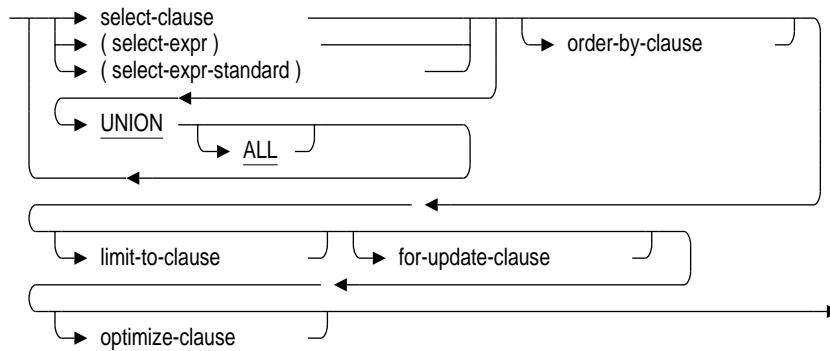 select-clause
( select-expr )
( select-expr-standard )
order-by-clause
UNION
ALL
limit-to-clause
for-update-clause
optimize-clause